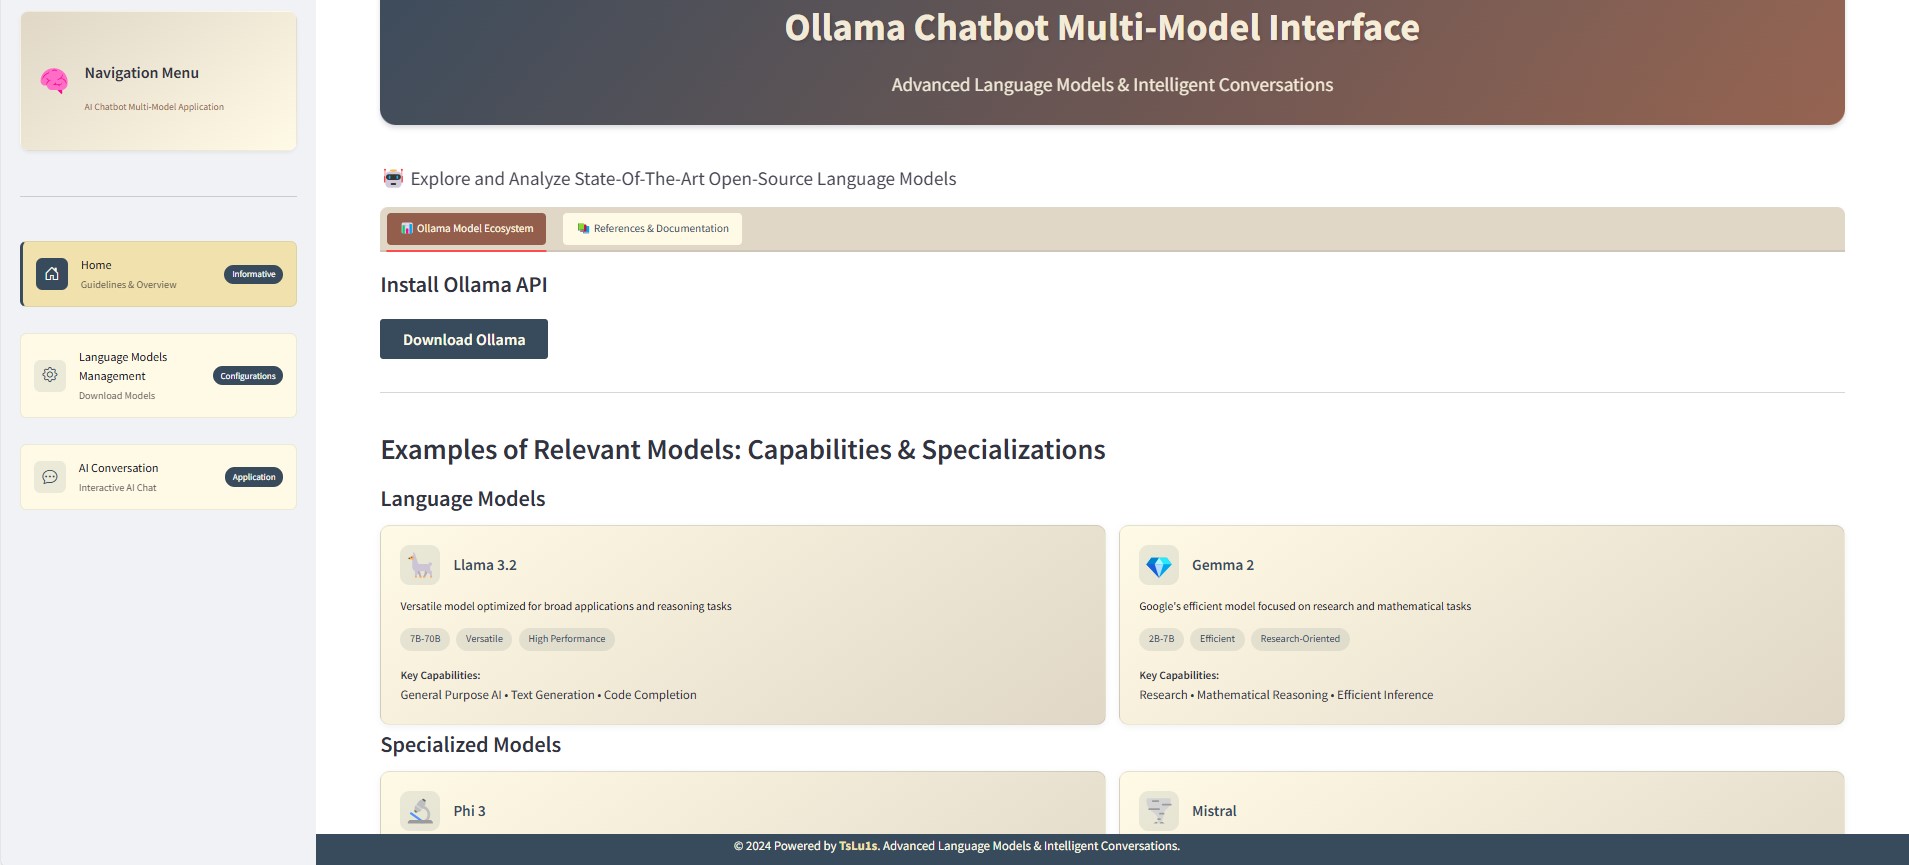 Navigation Menu
AI Chatbot Multi-Model Application
Home
Guidelines & Overview
Informative
Language Models
Management
Download Models
Configurations
AI Conversation
Interactive AI Chat
Application
Ollama Chatbot Multi-Model Interface
Advanced Language Models & Intelligent Conversations
Explore and Analyze State-Of-The-Art Open-Source Language Models
Ollama Model Ecosystem
References & Documentation
Install Ollama API
Download Ollama
Examples of Relevant Models: Capabilities & Specializations
Language Models
Llama 3.2
Versatile model optimized for broad applications and reasoning tasks
7B-70B Versatile High Performance
Key Capabilities:
General Purpose AI • Text Generation • Code Completion
Gemma 2
Google's efficient model focused on research and mathematical tasks
2B-7B Efficient Research-Oriented
Key Capabilities:
Research • Mathematical Reasoning • Efficient Inference
Specialized Models
Phi 3
Mistral
© 2024 Powered by TsLu1s. Advanced Language Models & Intelligent Conversations.